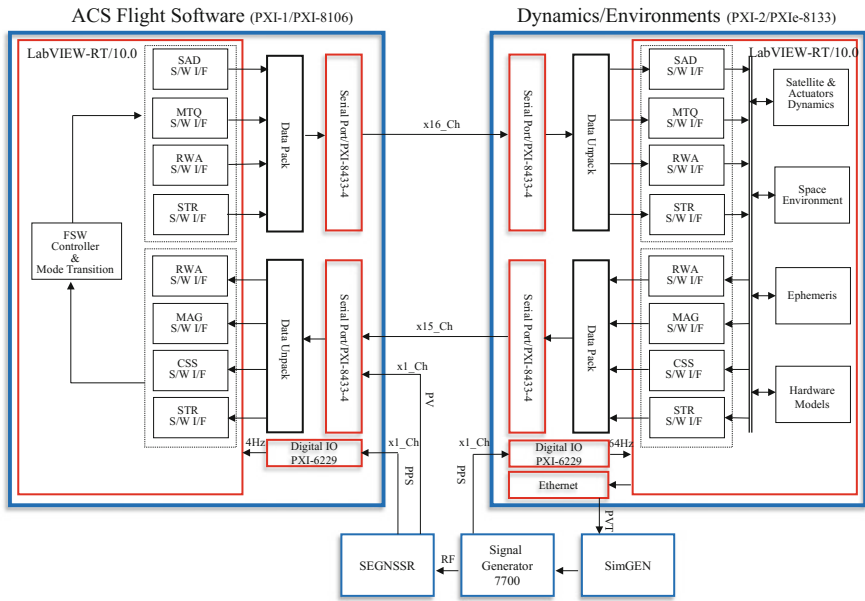 ACS Flight Software (PXI-1/PXI-8106)
LabVIEW-RT/10.0
SAD
S/W I/F
MTQ
S/W I/F
RWA
S/W I/F
STR
S/W I/F
Data Pack
Serial Port/PXI-8433-4
FSW
Controller
&
Mode Transition
RWA
S/W I/F
MAG
S/W I/F
CSS
S/W I/F
STR
S/W I/F
Data Unpack
Serial Port/PXI-8433-4
4Hz
Digital IO
PXI-6229
x16_Ch
x15_Ch
x1_Ch
PV
x1_Ch
PPS
x1_Ch
PPS
Dynamics/Environments (PXI-2/PXIe-8133)
LabVIEW-RT/10.0
Serial Port/PXI-8433-4
Data Unpack
SAD
S/W I/F
MTQ
S/W I/F
RWA
S/W I/F
STR
S/W I/F
Satellite &
Actuators
Dynamics
Space
Environment
Ephemeris
Hardware
Models
Serial Port/PXI-8433-4
Data Pack
RWA
S/W I/F
MAG
S/W I/F
CSS
S/W I/F
STR
S/W I/F
Digital IO
PXI-6229
64Hz
Ethernet
PVT
SEGNSSR
RF
Signal
Generator
7700
SimGEN